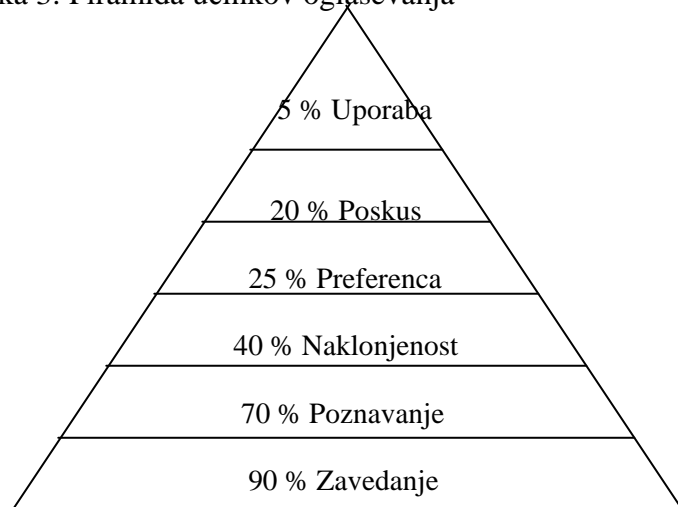 ka 3: Piramida učinkov oglaševanja
5 % Uporaba
20 % Poskus
25 % Preferenca
40 % Naklonjenost
70 % Poznavanje
90 % Zavedanje